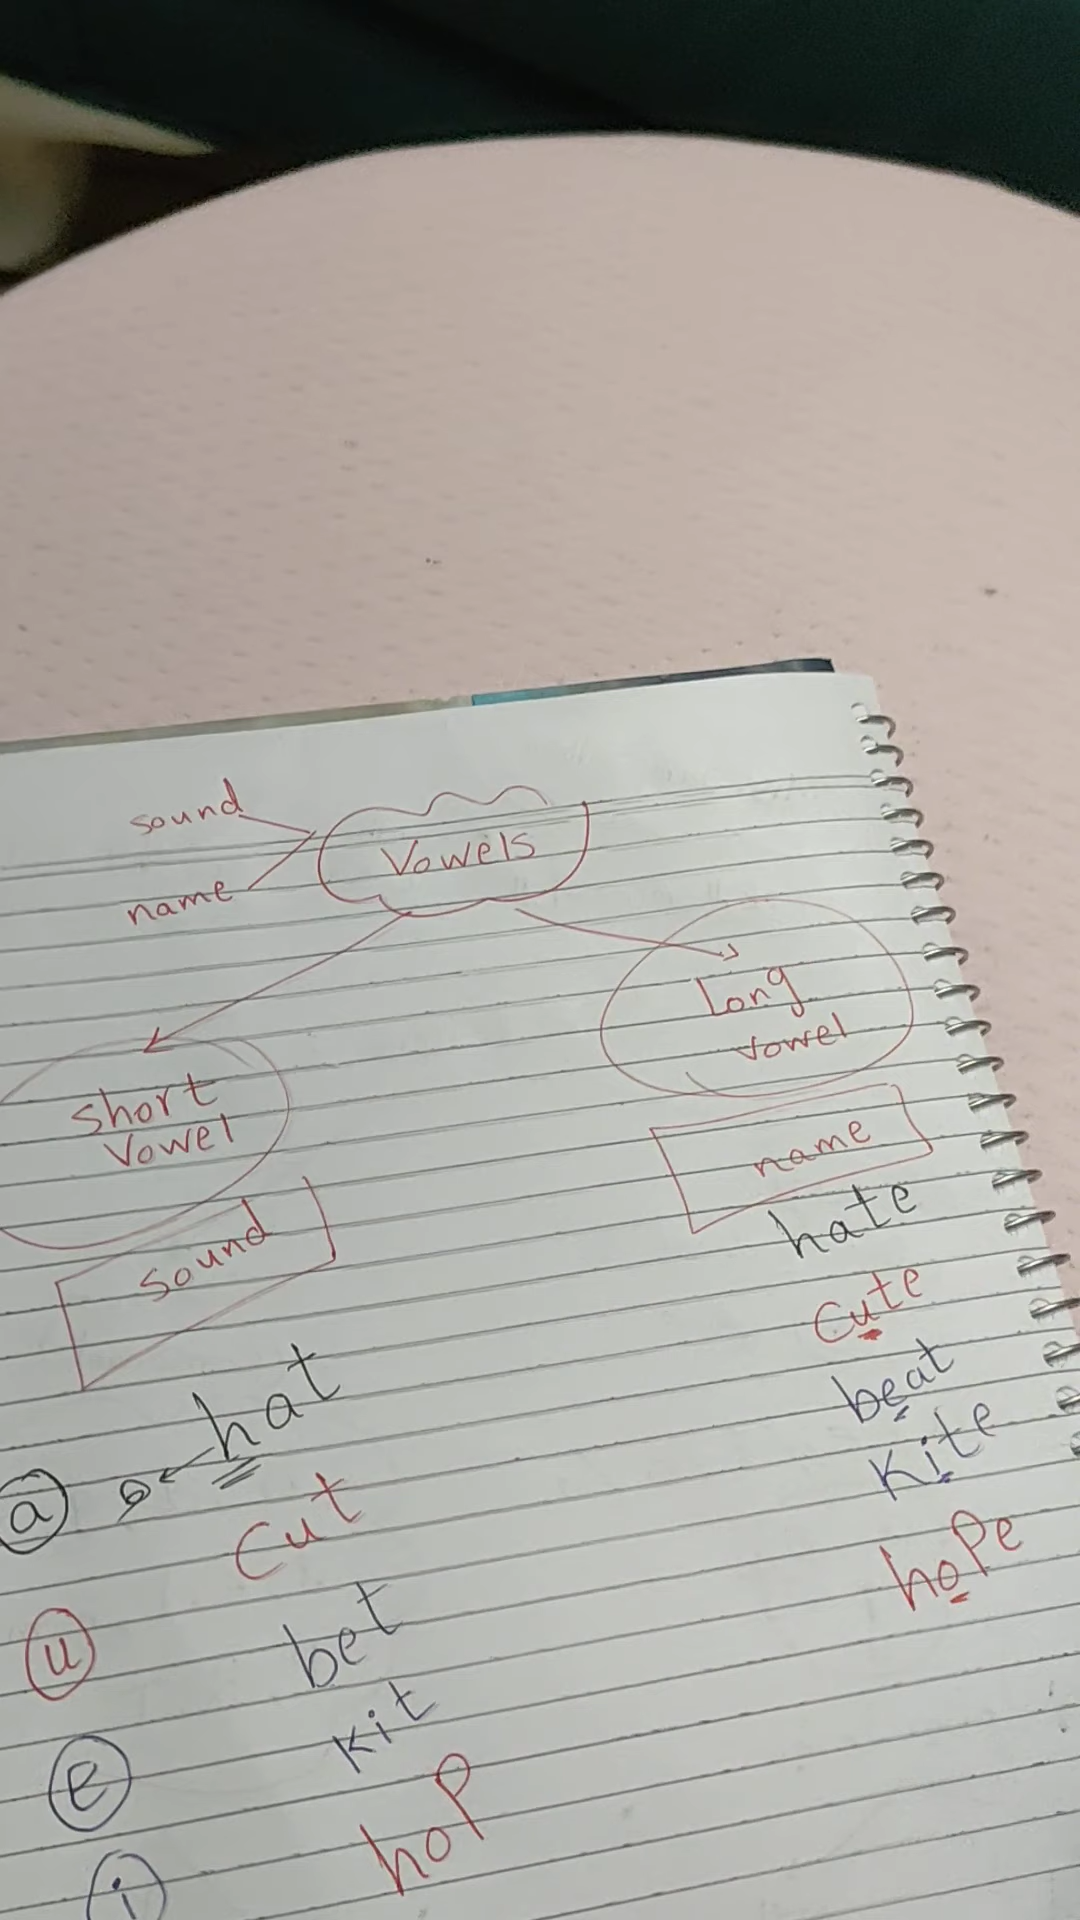 sound
name
Vowels
Short
Vowel
Long
vowel
sound
name
a
hat
hate
u
cut
cute
e
bet
beat
i
kit
kite
hop
hope